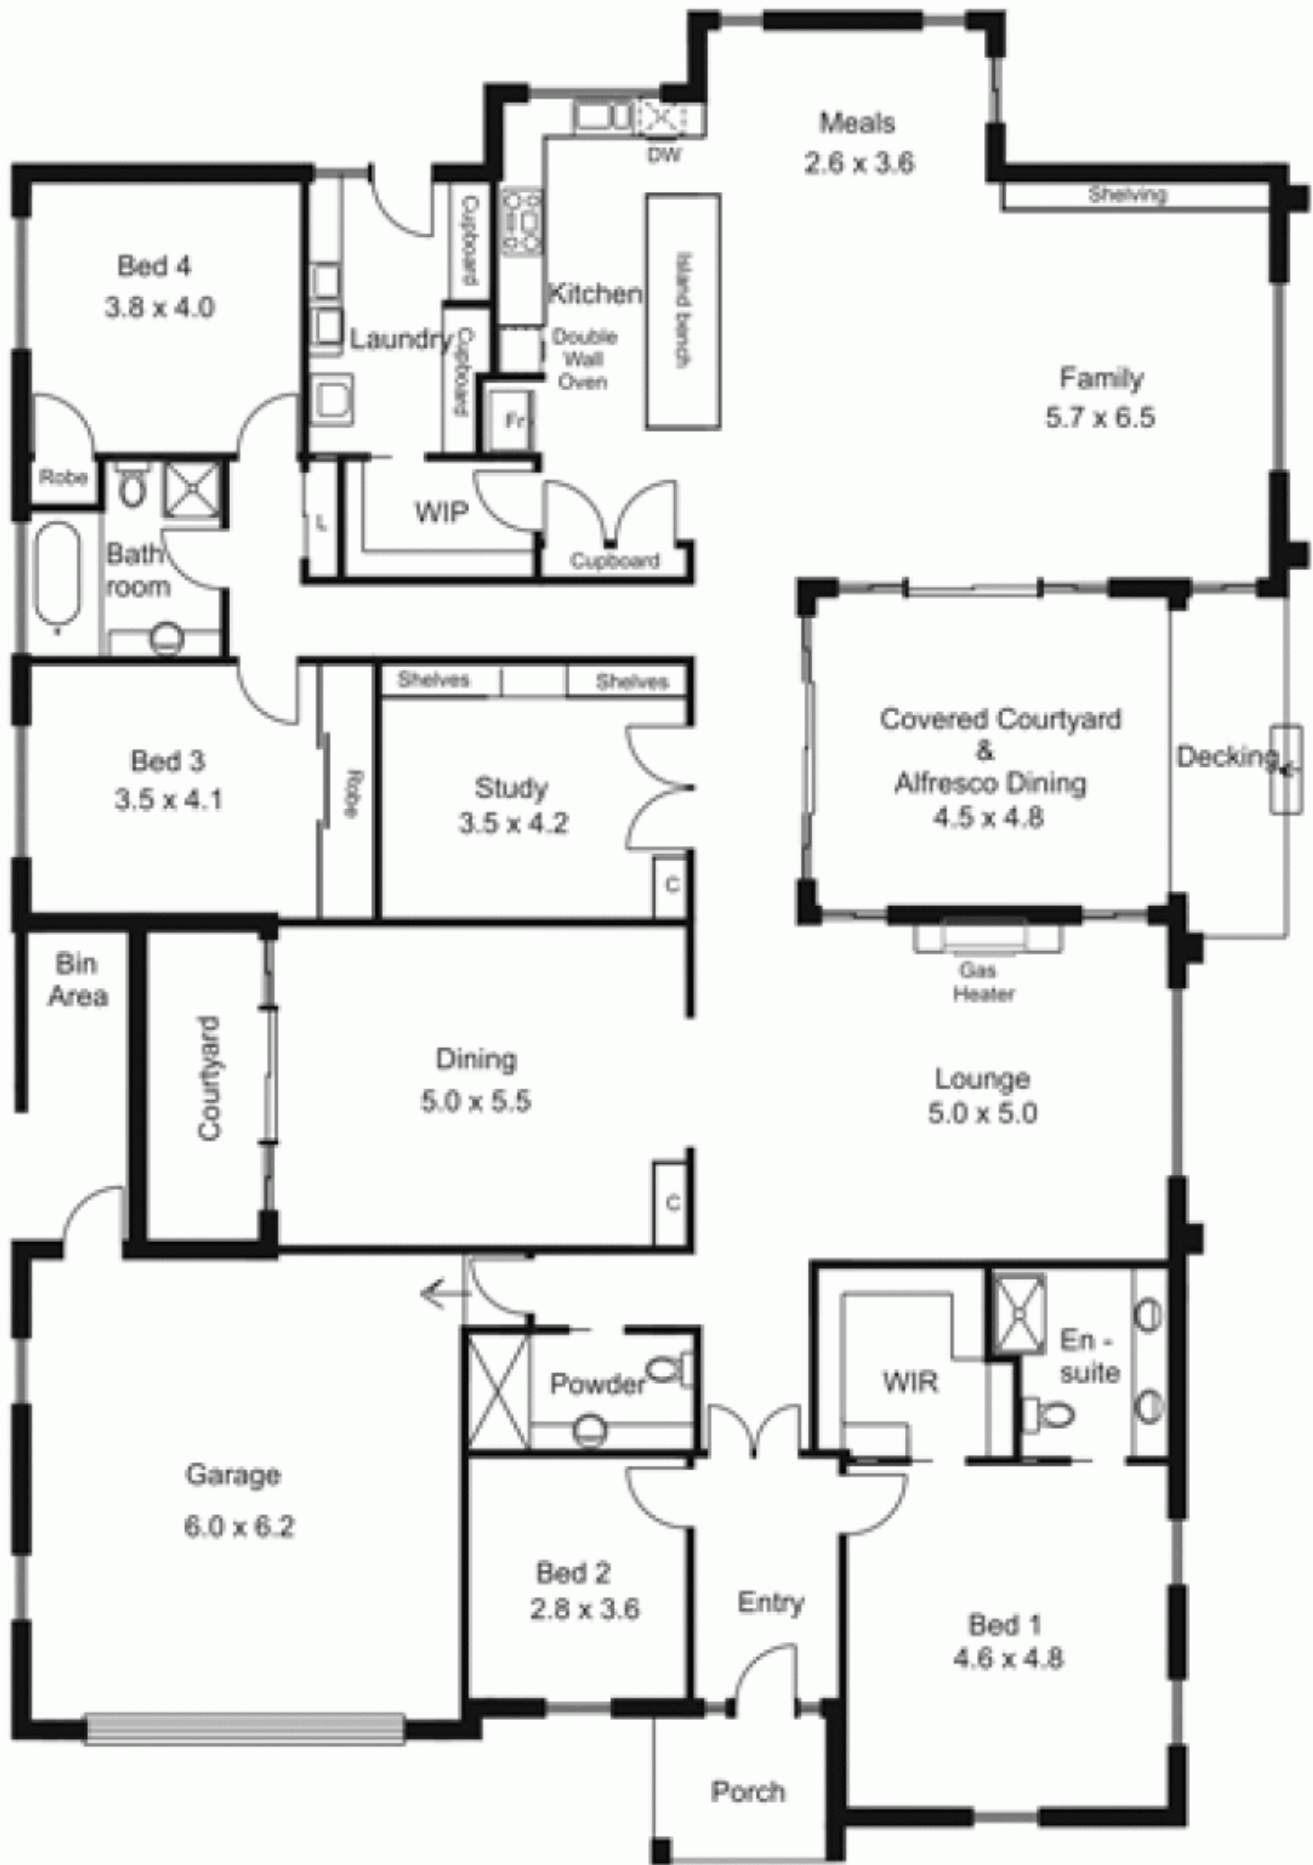 Meals
2.6 x 3.6
DW
Shelving
Cupboard
Bed 4
3.8 x 4.0
Kitchen
Island bench
Laundry
Cupboard
Double
Wall
Oven
Family
5.7 x 6.5
Fr
Robe
WIP
L
Bath
room
Cupboard
Shelves
Shelves
Covered Courtyard
&
Alfresco Dining
4.5 x 4.8
Decking
Bed 3
3.5 x 4.1
Robe
Study
3.5 x 4.2
C
Bin
Area
Gas
Heater
Courtyard
Dining
5.0 x 5.5
Lounge
5.0 x 5.0
C
En -
suite
Powder
WIR
Garage
6.0 x 6.2
Bed 2
2.8 x 3.6
Entry
Bed 1
4.6 x 4.8
Porch